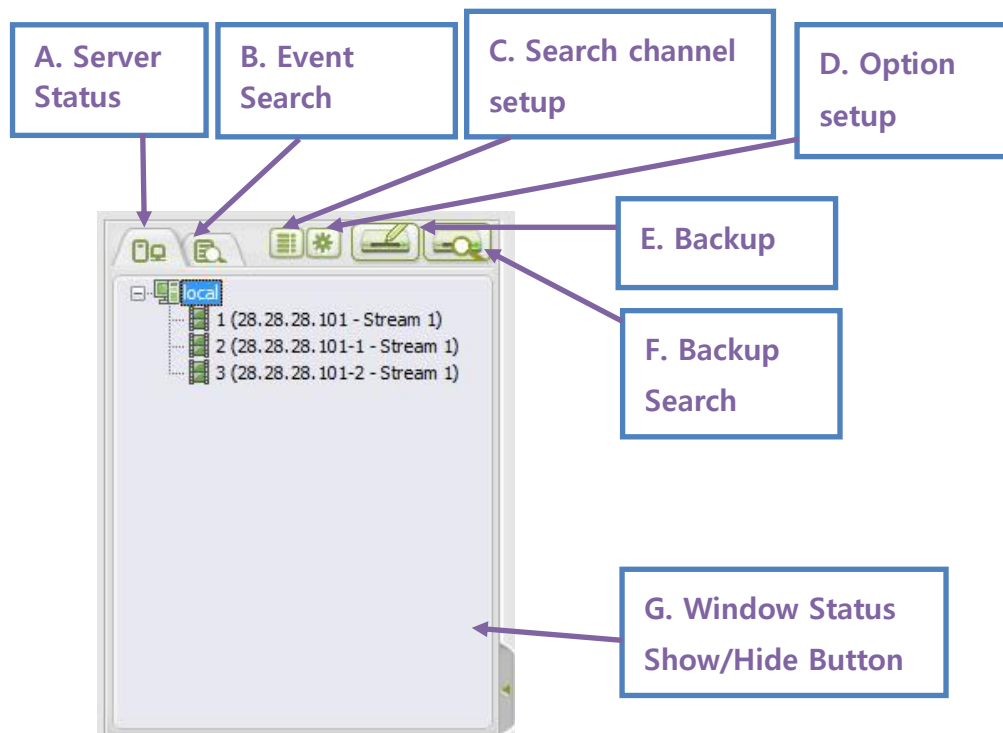 A. Server
Status
B. Event
Search
C. Search channel
setup
D. Option
setup
E. Backup
F. Backup
Search
local
1 (28.28.28.101 - Stream 1)
2 (28.28.28.101-1 - Stream 1)
3 (28.28.28.101-2 - Stream 1)
G. Window Status
Show/Hide Button